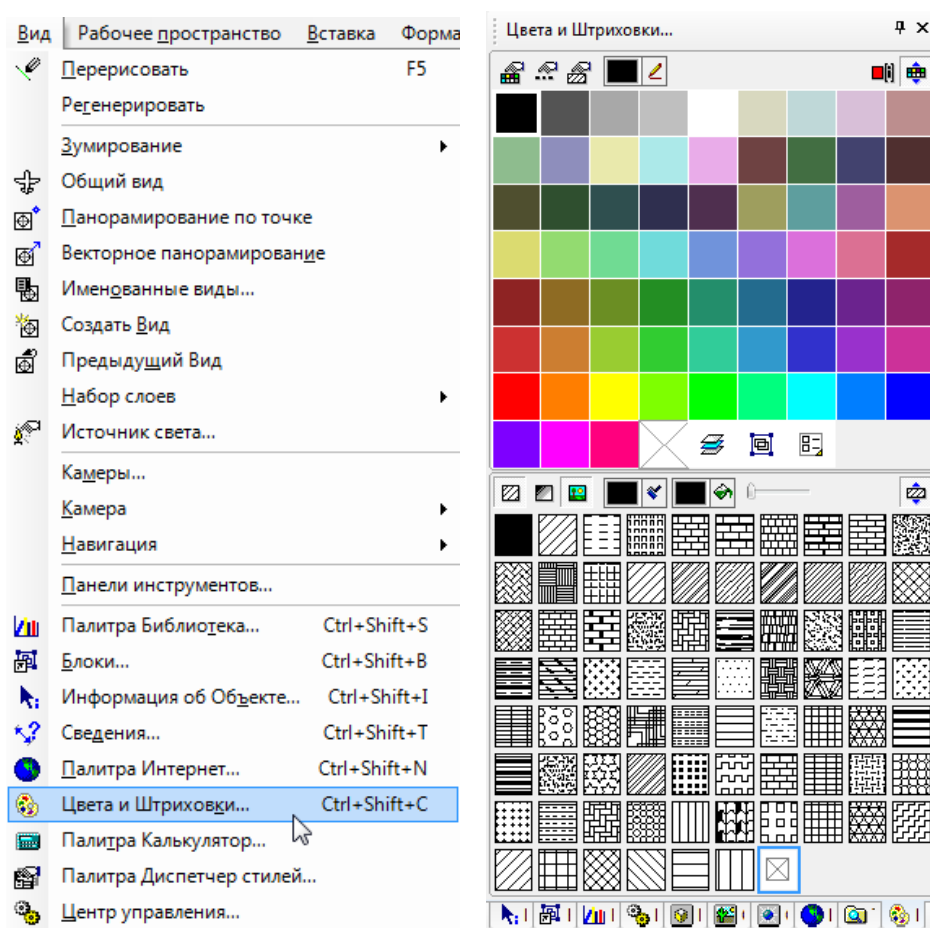 Вид Рабочее пространство Вставка Форма
Перерисовать F5
Регенерировать
Зумирование
Общий вид
Панорамирование по точке
Векторное панорамирование
Именованные виды...
Создать Вид
Предыдущий Вид
Набор слоев
Источник света...
Камеры...
Камера
Навигация
Панели инструментов...
Палитра Библиотека... Ctrl+Shift+S
Блоки... Ctrl+Shift+B
Информация об Объекте... Ctrl+Shift+I
Сведения... Ctrl+Shift+T
Палитра Интернет... Ctrl+Shift+N
Цвета и Штриховки... Ctrl+Shift+C
Палитра Калькулятор...
Палитра Диспетчер стилей...
Центр управления...
Цвета и Штриховки...